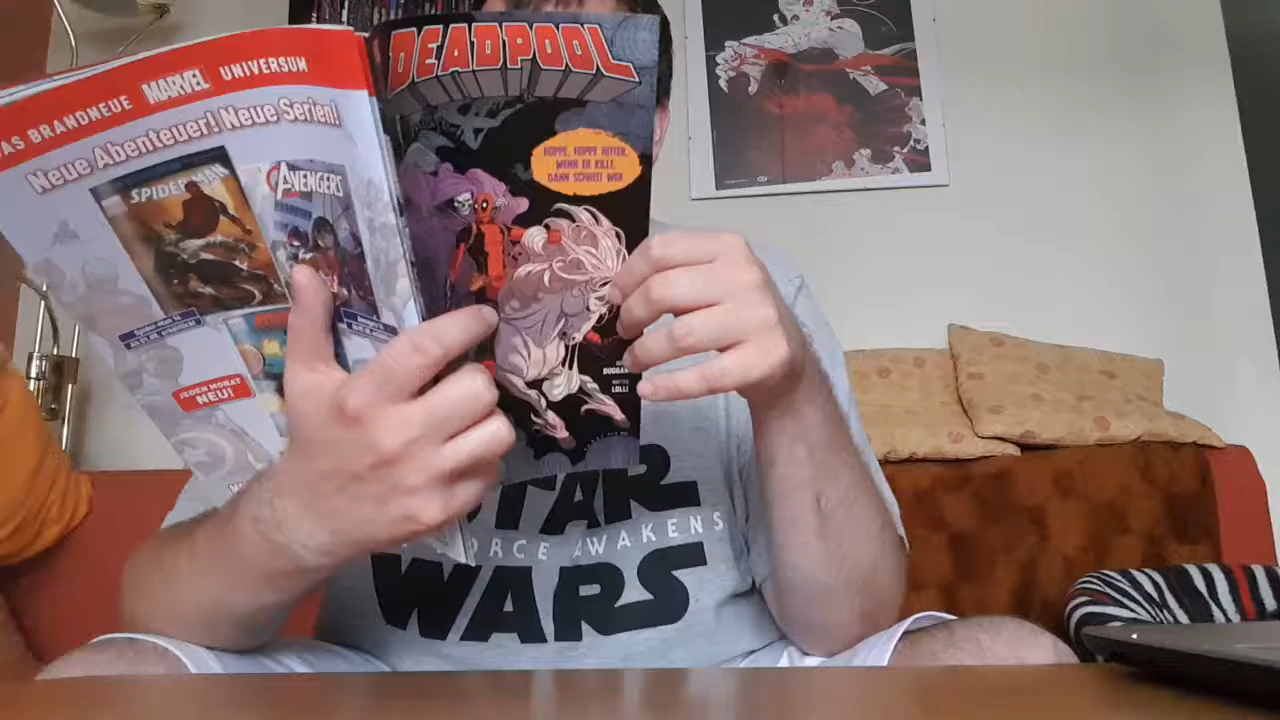 DAS BRANDNEUE MARVEL UNIVERSUM
Neue Abenteuer! Neue Serien!
SPIDER-MAN
AVENGERS
JEDEN MONAT
NEU!
DEADPOOL
HOPPE, HOPPE REITER,
WENN ER KILLT,
DANN SCHREIT WER
DUGGAN
LOLLI
STAR
FORCE AWAKENS
WARS